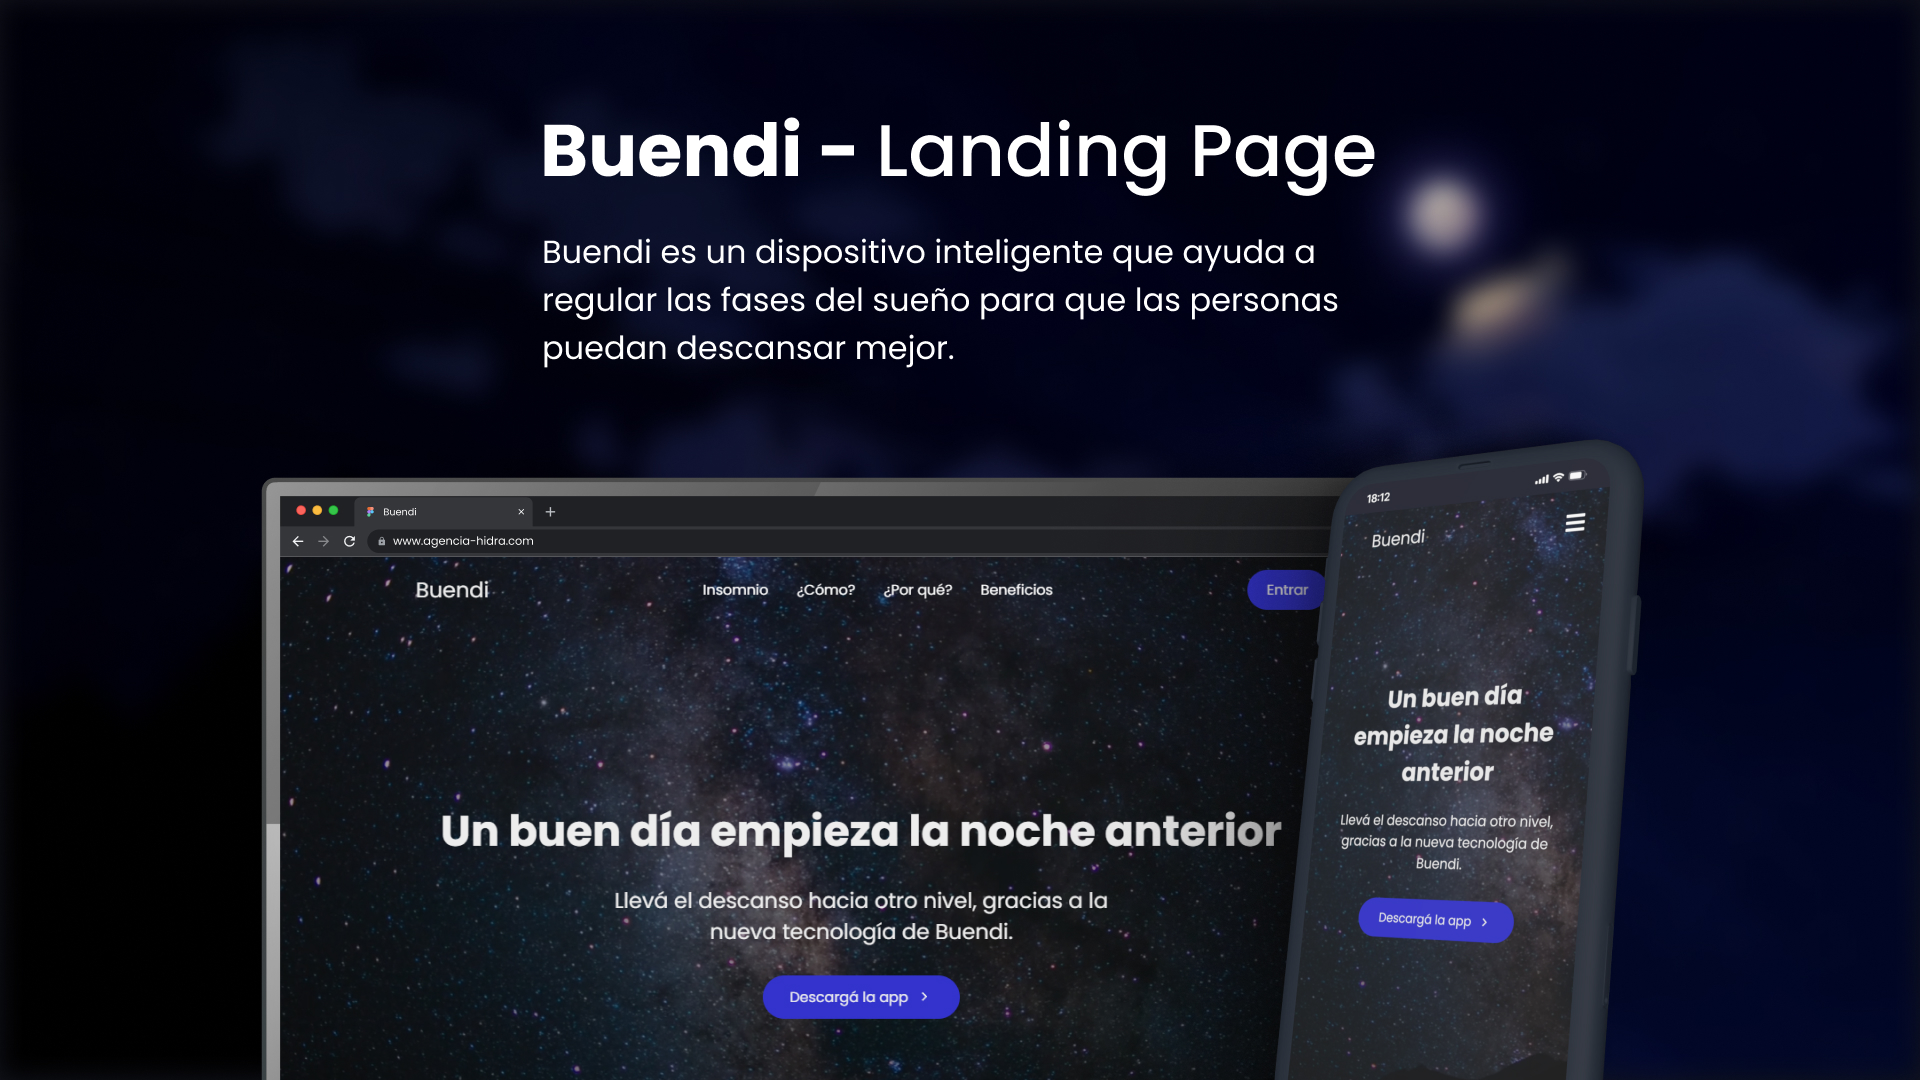 Buendi - Landing Page
Buendi es un dispositivo inteligente que ayuda a
regular las fases del sueño para que las personas
puedan descansar mejor.
Buendi
www.agencia-hidra.com
Buendi
Insomnio
¿Cómo?
¿Por qué?
Beneficios
Entrar
Un buen día empieza la noche anterior
Llevá el descanso hacia otro nivel, gracias a la
nueva tecnología de Buendi.
Descargá la app
18:12
Buendi
Un buen día
empieza la noche
anterior
Llevá el descanso hacia otro nivel,
gracias a la nueva tecnología de
Buendi.
Descargá la app